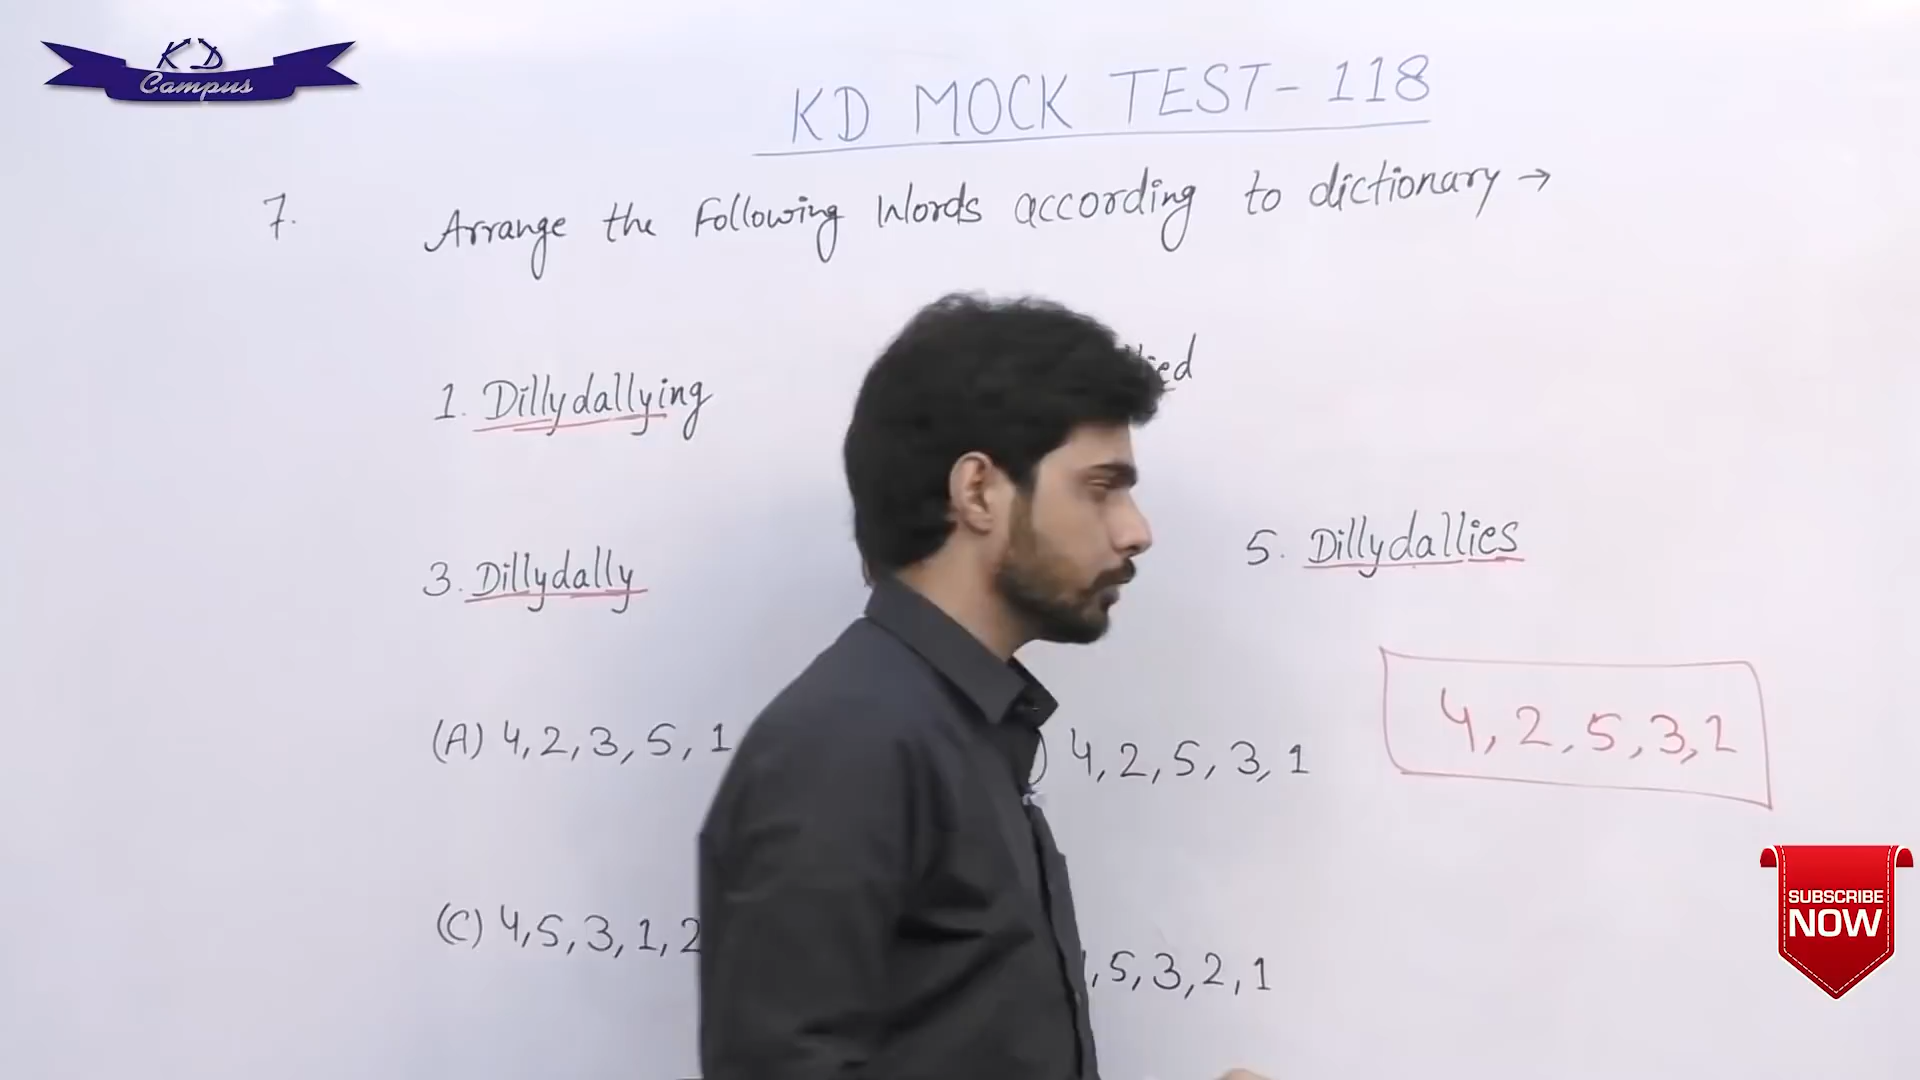 KD
Campus
KD MOCK TEST - 118
7. Arrange the Following Words according to dictionary →
1. Dillydallying
3. Dillydally
5. Dillydallies
(A) 4,2,3,5,1
) 4,2,5,3,1
4,2,5,3,1
(C) 4,5,3,1,2
,5,3,2,1
SUBSCRIBE
NOW